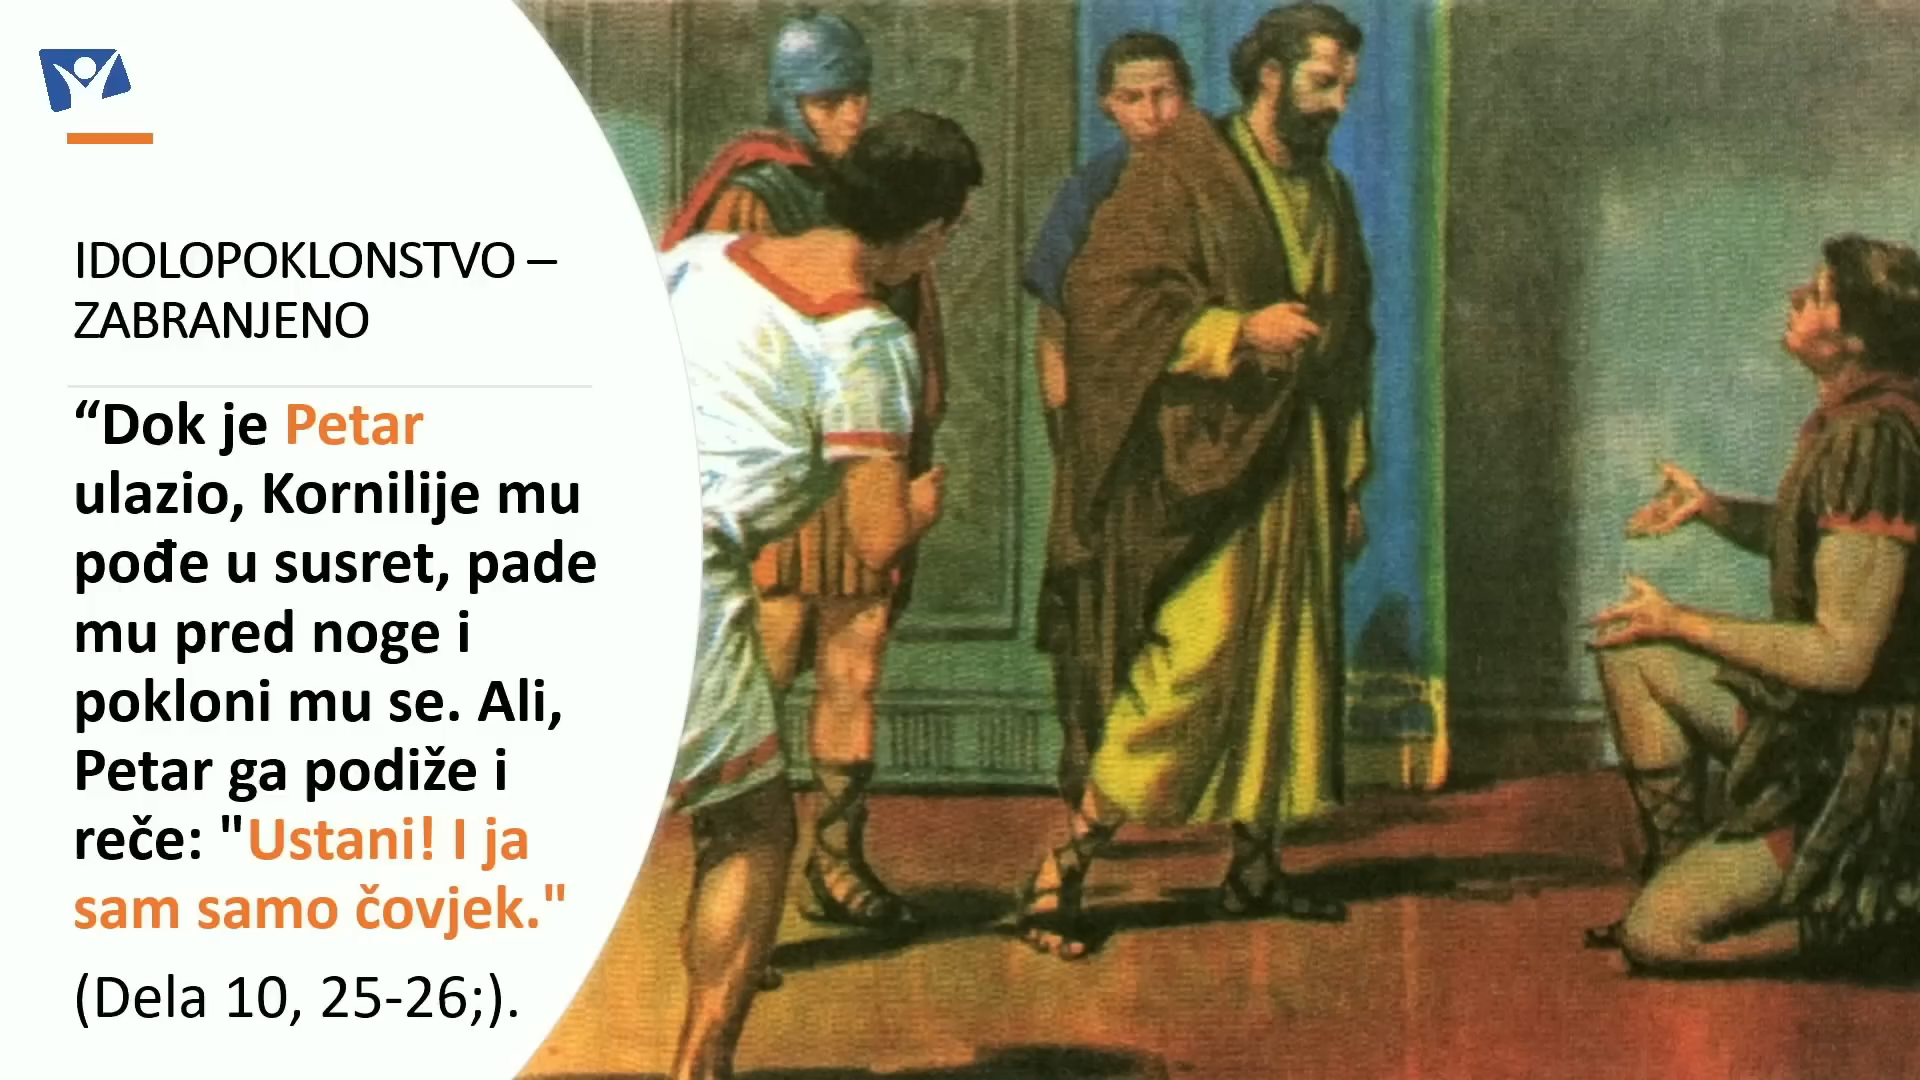 IDOLOPOKLONSTVO –
ZABRANJENO
“Dok je Petar
ulazio, Kornilije mu
pođe u susret, pade
mu pred noge i
pokloni mu se. Ali,
Petar ga podiže i
reče: "Ustani! I ja
sam samo čovjek."
(Dela 10, 25-26;).